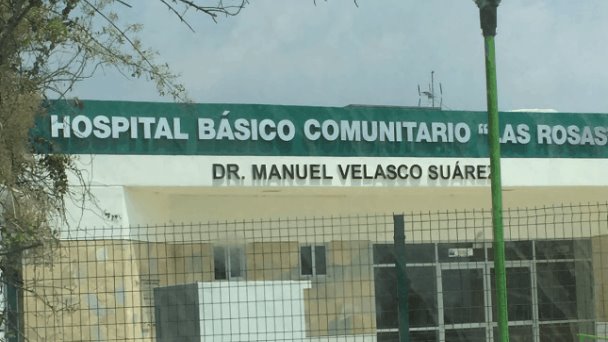 HOSPITAL BÁSICO COMUNITARIO “LAS ROSAS
DR. MANUEL VELASCO SUÁREZ